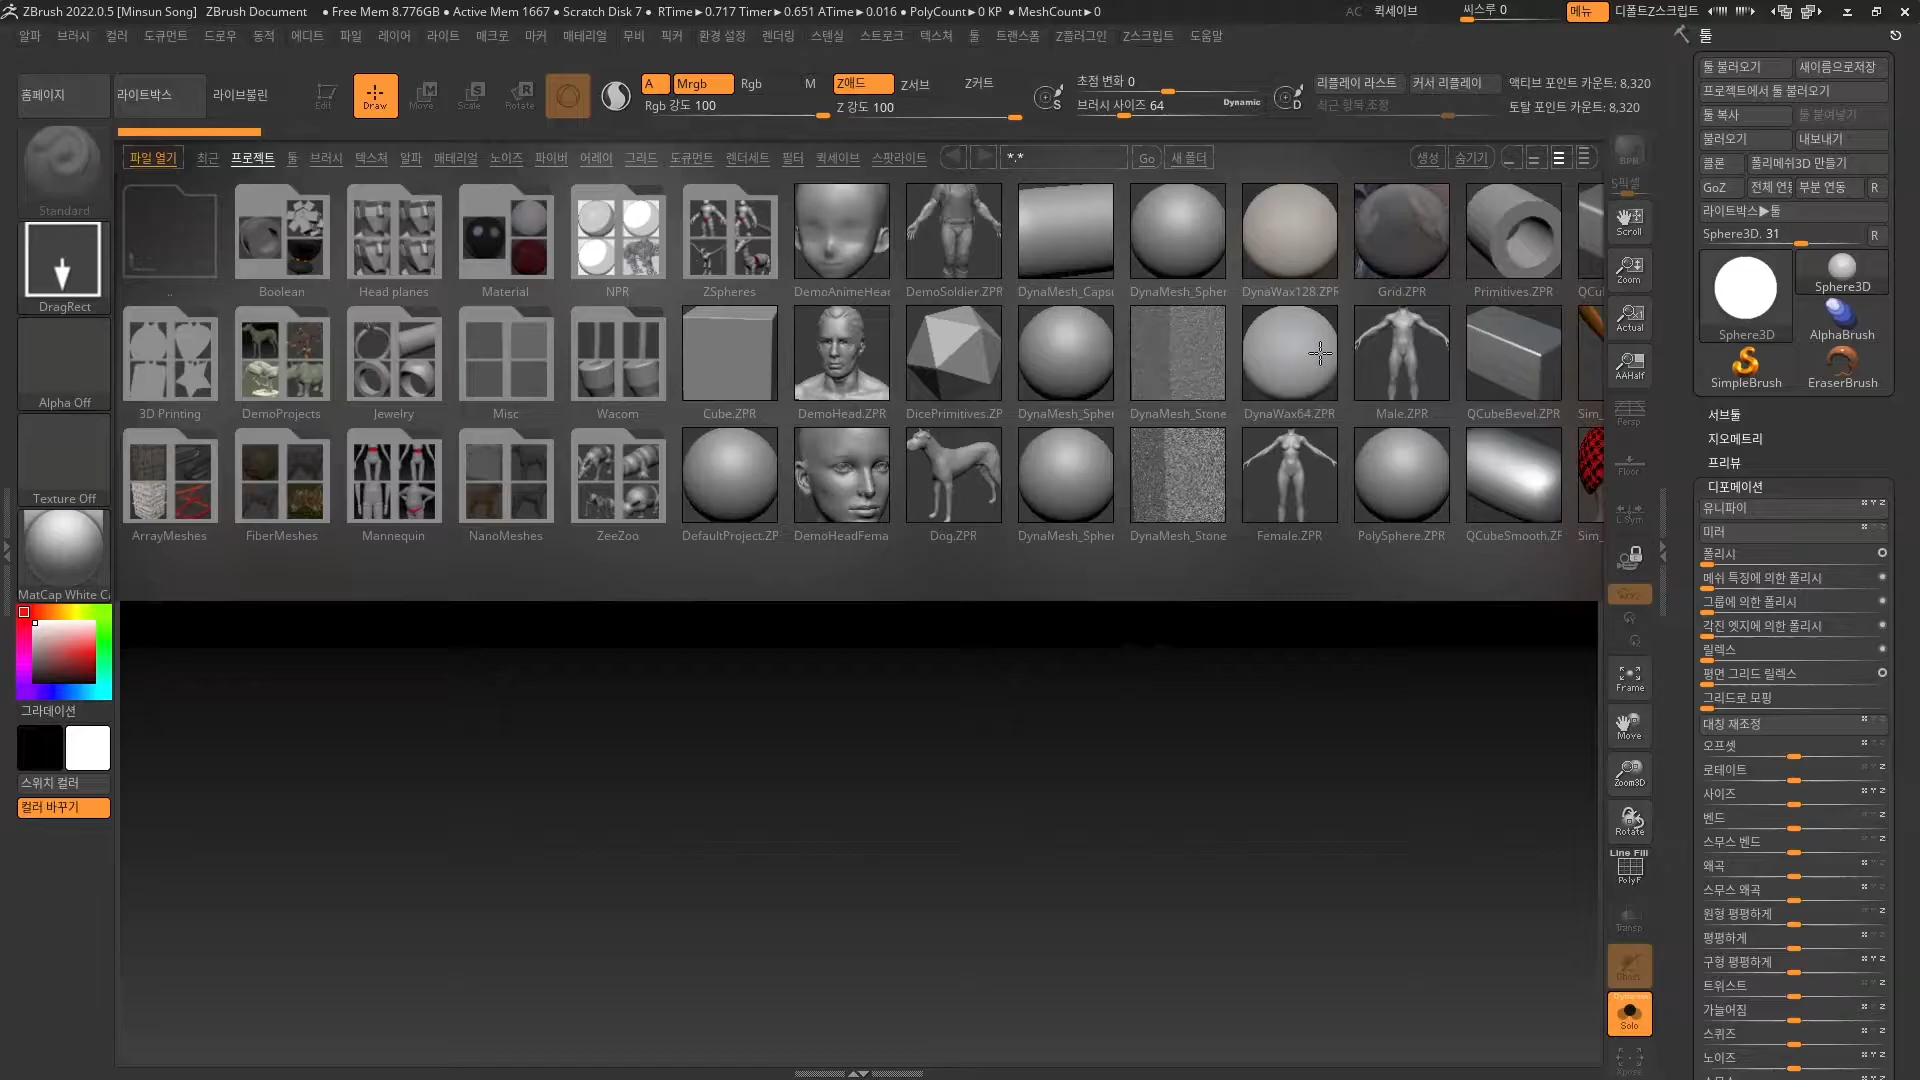 ZBrush 2022.0.5 [Minsun Song] ZBrush Document • Free Mem 8.776GB • Active Mem 1667 • Scratch Disk 7 • RTime▶0.717 Timer▶0.651 ATime▶0.016 • PolyCount▶0 KP • MeshCount▶0 AC 퀵세이브 씨스루 0 메뉴 디폴트Z스크립트
알파 브러시 컬러 도큐먼트 드로우 동적 에디트 파일 레이어 라이트 매크로 마커 매테리얼 무비 픽커 환경 설정 렌더링 스텐실 스트로크 텍스쳐 툴 트랜스폼 Z플러그인 Z스크립트 도움말
홈페이지 라이트박스 라이브불린
Edit Draw Move Scale Rotate
A Mrgb Rgb M Z애드 Z서브 Z커트
Rgb 강도 100 Z 강도 100
초점 변화 0
브러시 사이즈 64 Dynamic
S D
리플레이 라스트 커서 리플레이 액티브 포인트 카운트: 8,320
최근 항목 조정 토탈 포인트 카운트: 8,320
파일 열기 최근 프로젝트 툴 브러시 텍스쳐 알파 매테리얼 노이즈 파이버 어레이 그리드 도큐먼트 렌더세트 필터 퀵세이브 스팟라이트 *.* Go 새 폴더 생성 숨기기
.. Boolean Head planes Material NPR ZSpheres DemoAnimeHead DemoSoldier.ZPR DynaMesh_Capsu DynaMesh_Spher DynaWax128.ZPR Grid.ZPR Primitives.ZPR QCu
3D Printing DemoProjects Jewelry Misc Wacom Cube.ZPR DemoHead.ZPR DicePrimitives.ZP DynaMesh_Spher DynaMesh_Stone DynaWax64.ZPR Male.ZPR QCubeBevel.ZPR Sim_
ArrayMeshes FiberMeshes Mannequin NanoMeshes ZeeZoo DefaultProject.ZP DemoHeadFema Dog.ZPR DynaMesh_Spher DynaMesh_Stone Female.ZPR PolySphere.ZPR QCubeSmooth.ZF Sim_
Standard
DragRect
Alpha Off
Texture Off
MatCap White Ca
그라데이션
스위치 컬러
컬러 바꾸기
BPR
S픽셀
Scroll
Zoom
Actual
AAHalf
Persp
Floor
L.Sym
Frame
Move
Zoom3D
Rotate
Line Fill
PolyF
Transp
Ghost
Dynamic
Solo
Xpose
툴
툴 불러오기 새이름으로저장
프로젝트에서 툴 불러오기
툴 복사 툴 붙여넣기
불러오기 내보내기
클론 폴리메쉬3D 만들기
GoZ 전체 연동 부분 연동 R
라이트박스▶툴
Sphere3D. 31 R
Sphere3D Sphere3D
AlphaBrush
SimpleBrush EraserBrush
서브툴
지오메트리
프리뷰
디포메이션
유니파이
미러
폴리시
메쉬 특징에 의한 폴리시
그룹에 의한 폴리시
각진 엣지에 의한 폴리시
릴렉스
평면 그리드 릴렉스
그리드로 모핑
대칭 재조정
오프셋
로테이트
사이즈
벤드
스무스 벤드
왜곡
스무스 왜곡
원형 평평하게
평평하게
구형 평평하게
트위스트
가늘어짐
스퀴즈
노이즈